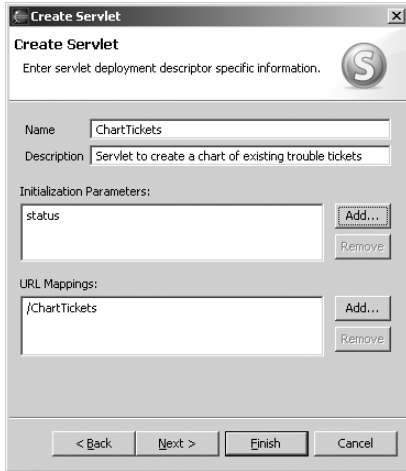 Create Servlet
Create Servlet
Enter servlet deployment descriptor specific information.
S
Name ChartTickets
Description Servlet to create a chart of existing trouble tickets
Initialization Parameters:
status
Add...
Remove
URL Mappings:
/ChartTickets
Add...
Remove
< Back Next > Finish Cancel